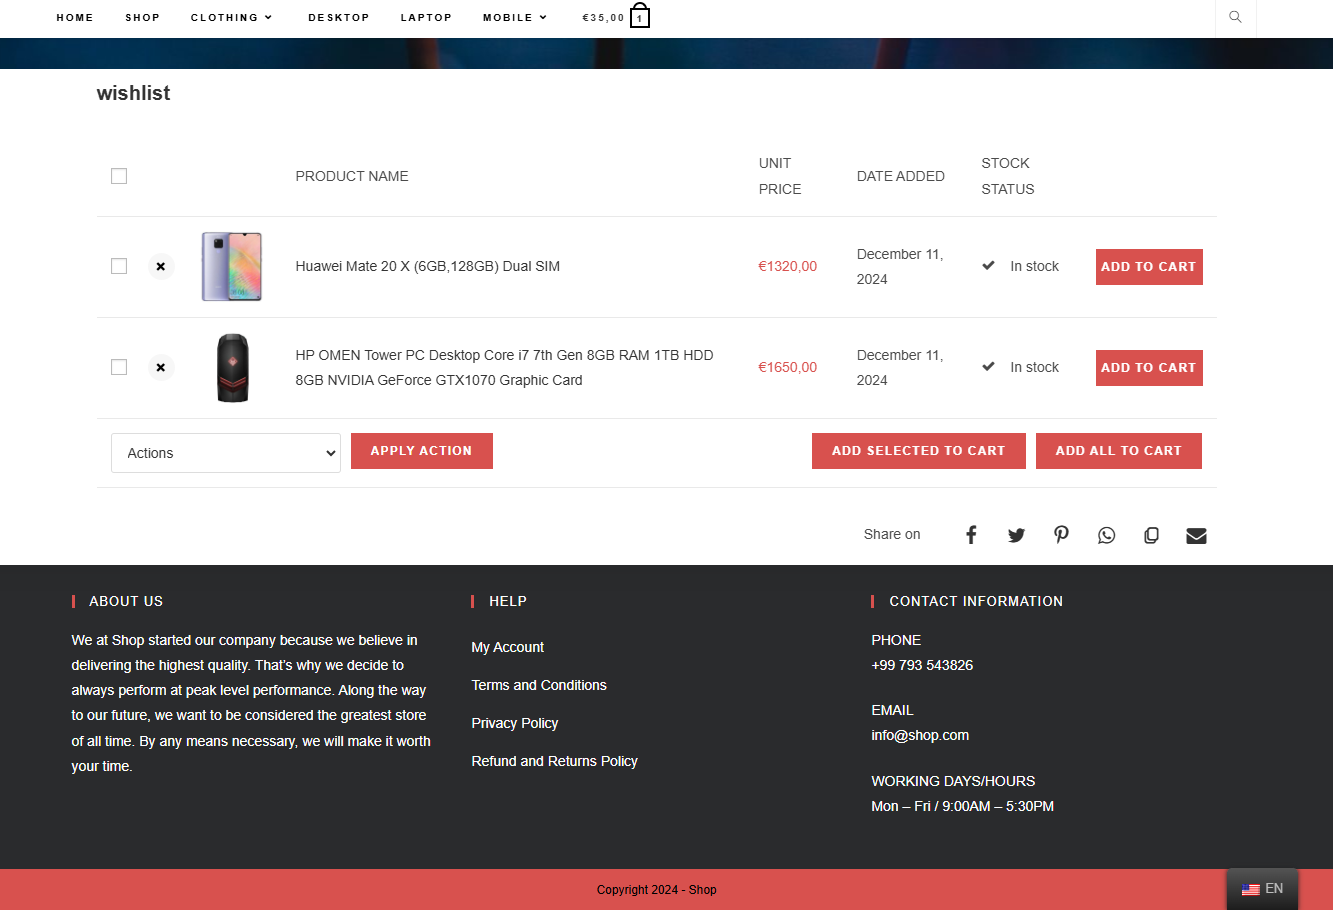 HOME SHOP CLOTHING DESKTOP LAPTOP MOBILE €35,00 1
wishlist
PRODUCT NAME UNIT PRICE DATE ADDED STOCK STATUS
Huawei Mate 20 X (6GB,128GB) Dual SIM €1320,00 December 11, 2024 In stock ADD TO CART
HP OMEN Tower PC Desktop Core i7 7th Gen 8GB RAM 1TB HDD
8GB NVIDIA GeForce GTX1070 Graphic Card €1650,00 December 11, 2024 In stock ADD TO CART
Actions APPLY ACTION ADD SELECTED TO CART ADD ALL TO CART
Share on
ABOUT US
We at Shop started our company because we believe in
delivering the highest quality. That's why we decide to
always perform at peak level performance. Along the way
to our future, we want to be considered the greatest store
of all time. By any means necessary, we will make it worth
your time.
HELP
My Account
Terms and Conditions
Privacy Policy
Refund and Returns Policy
CONTACT INFORMATION
PHONE
+99 793 543826
EMAIL
info@shop.com
WORKING DAYS/HOURS
Mon – Fri / 9:00AM – 5:30PM
Copyright 2024 - Shop
EN